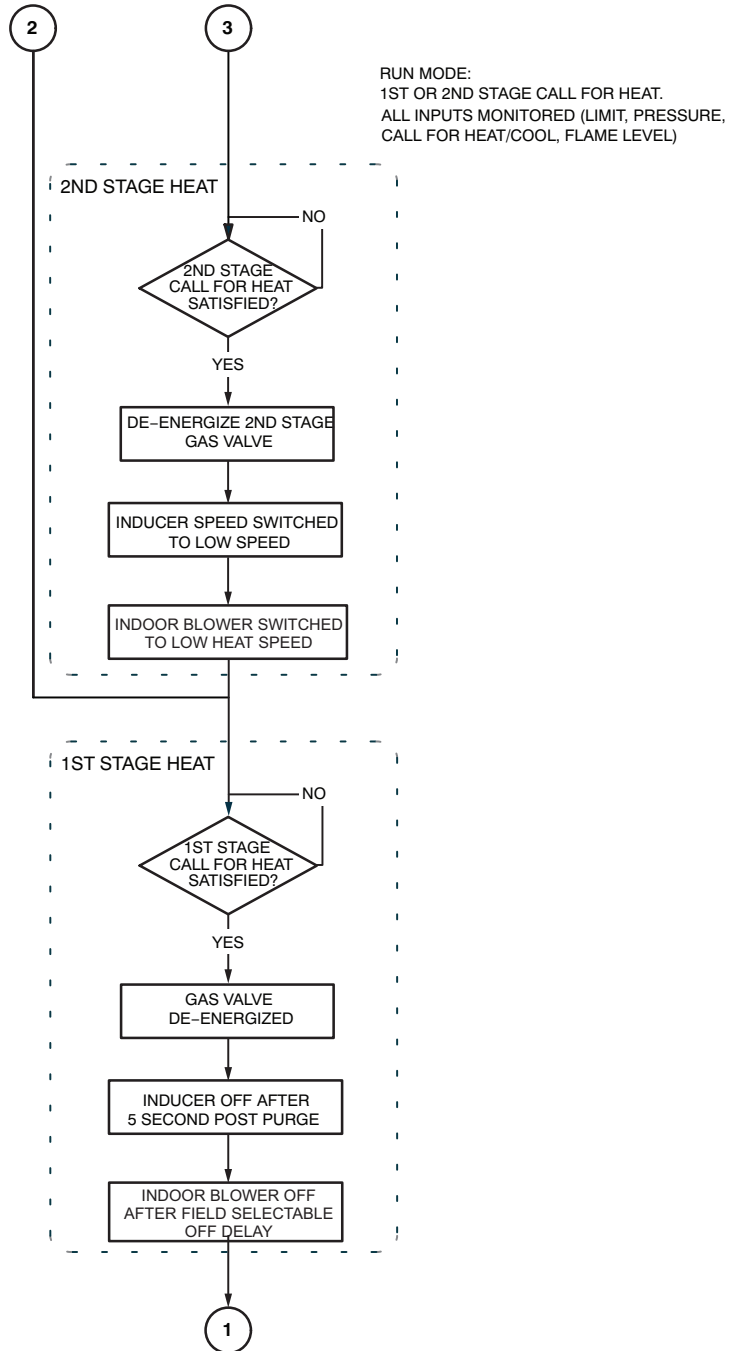 2
3
RUN MODE:
1ST OR 2ND STAGE CALL FOR HEAT.
ALL INPUTS MONITORED (LIMIT, PRESSURE,
CALL FOR HEAT/COOL, FLAME LEVEL)
2ND STAGE HEAT
NO
2ND STAGE
CALL FOR HEAT
SATISFIED?
YES
DE–ENERGIZE 2ND STAGE
GAS VALVE
INDUCER SPEED SWITCHED
TO LOW SPEED
INDOOR BLOWER SWITCHED
TO LOW HEAT SPEED
1ST STAGE HEAT
NO
1ST STAGE
CALL FOR HEAT
SATISFIED?
YES
GAS VALVE
DE–ENERGIZED
INDUCER OFF AFTER
5 SECOND POST PURGE
INDOOR BLOWER OFF
AFTER FIELD SELECTABLE
OFF DELAY
1